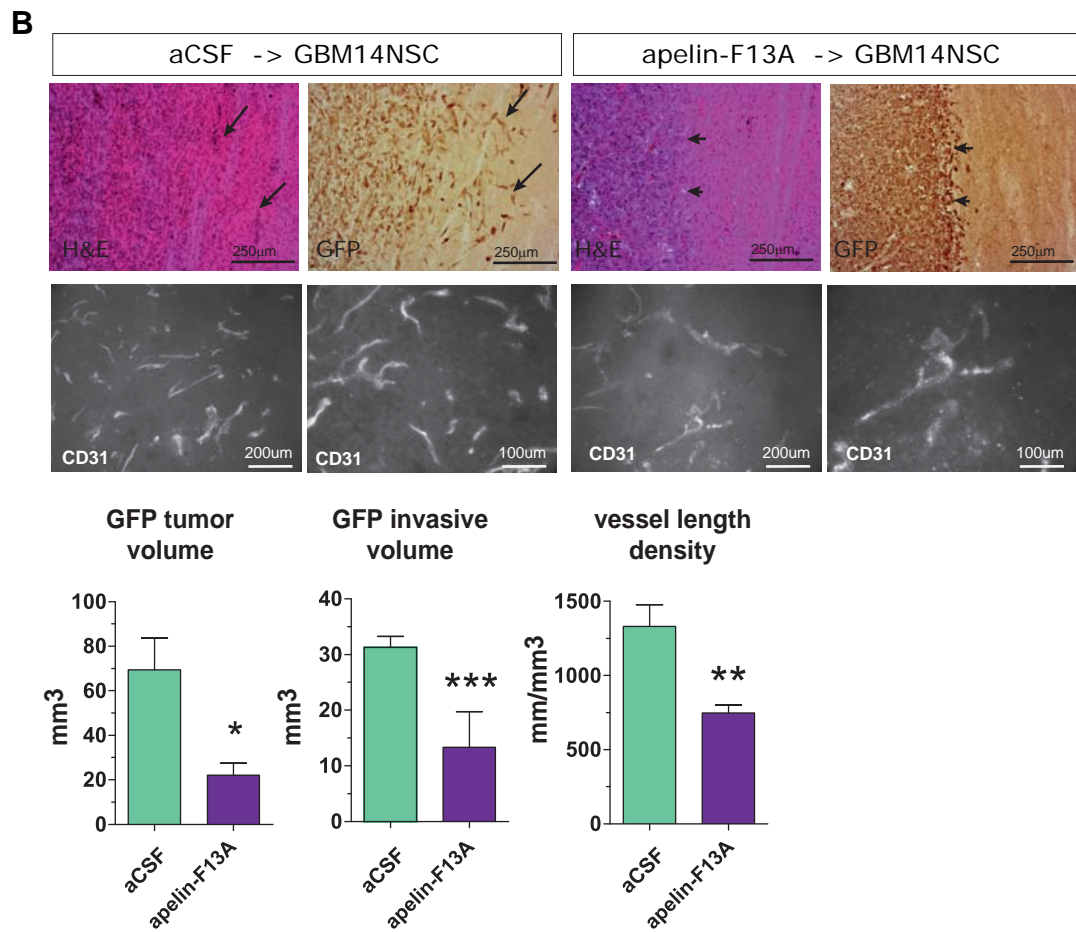 B
aCSF -> GBM14NSC
apelin-F13A -> GBM14NSC
H&E
250µm
GFP
250µm
H&E
250µm
GFP
250µm
CD31
200um
CD31
100um
CD31
200um
CD31
100um
GFP tumor
volume
GFP invasive
volume
vessel length
density
mm3
100
80
60
40
20
0
*
aCSF
apelin-F13A
mm3
40
30
20
10
0
***
aCSF
apelin-F13A
mm/mm3
1500
1000
500
0
**
aCSF
apelin-F13A